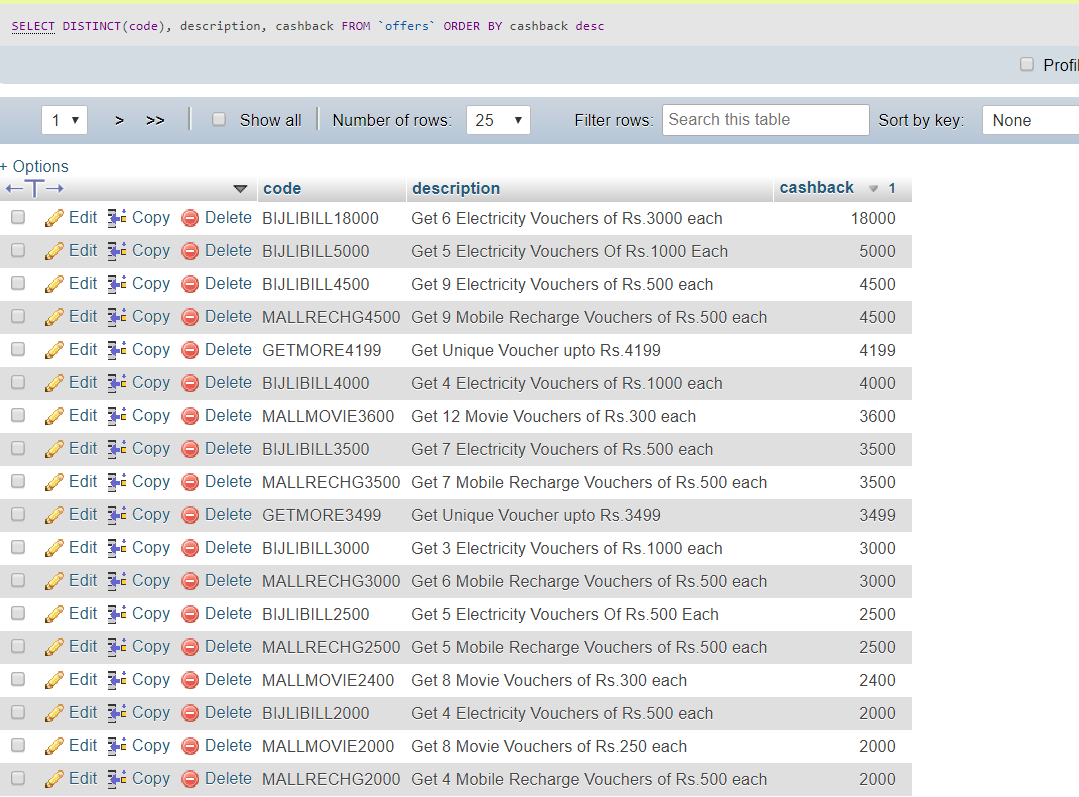 SELECT DISTINCT(code), description, cashback FROM `offers` ORDER BY cashback desc
Profil
1 > >> Show all Number of rows: 25 Filter rows: Search this table Sort by key: None
+ Options
←T→ code description cashback 1
Edit Copy Delete BIJLIBILL18000 Get 6 Electricity Vouchers of Rs.3000 each 18000
Edit Copy Delete BIJLIBILL5000 Get 5 Electricity Vouchers Of Rs.1000 Each 5000
Edit Copy Delete BIJLIBILL4500 Get 9 Electricity Vouchers of Rs.500 each 4500
Edit Copy Delete MALLRECHG4500 Get 9 Mobile Recharge Vouchers of Rs.500 each 4500
Edit Copy Delete GETMORE4199 Get Unique Voucher upto Rs.4199 4199
Edit Copy Delete BIJLIBILL4000 Get 4 Electricity Vouchers of Rs.1000 each 4000
Edit Copy Delete MALLMOVIE3600 Get 12 Movie Vouchers of Rs.300 each 3600
Edit Copy Delete BIJLIBILL3500 Get 7 Electricity Vouchers of Rs.500 each 3500
Edit Copy Delete MALLRECHG3500 Get 7 Mobile Recharge Vouchers of Rs.500 each 3500
Edit Copy Delete GETMORE3499 Get Unique Voucher upto Rs.3499 3499
Edit Copy Delete BIJLIBILL3000 Get 3 Electricity Vouchers of Rs.1000 each 3000
Edit Copy Delete MALLRECHG3000 Get 6 Mobile Recharge Vouchers of Rs.500 each 3000
Edit Copy Delete BIJLIBILL2500 Get 5 Electricity Vouchers Of Rs.500 Each 2500
Edit Copy Delete MALLRECHG2500 Get 5 Mobile Recharge Vouchers of Rs.500 each 2500
Edit Copy Delete MALLMOVIE2400 Get 8 Movie Vouchers of Rs.300 each 2400
Edit Copy Delete BIJLIBILL2000 Get 4 Electricity Vouchers of Rs.500 each 2000
Edit Copy Delete MALLMOVIE2000 Get 8 Movie Vouchers of Rs.250 each 2000
Edit Copy Delete MALLRECHG2000 Get 4 Mobile Recharge Vouchers of Rs.500 each 2000